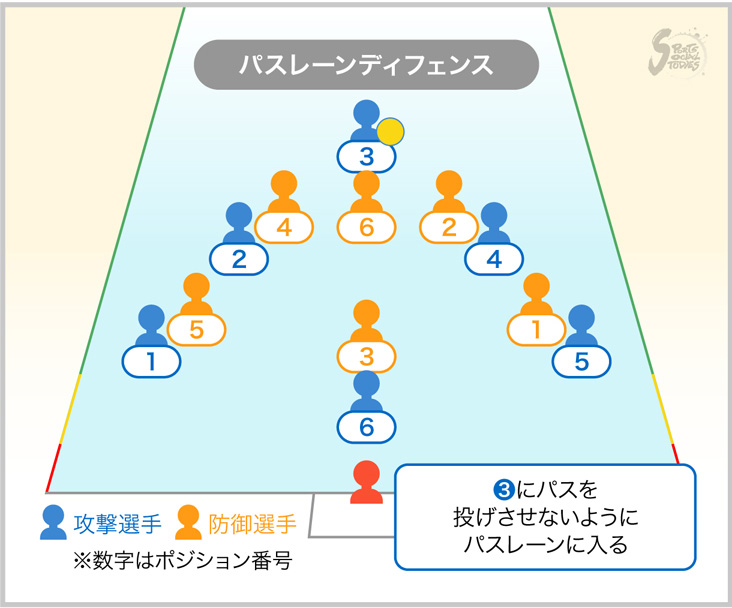 パスレーンディフェンス
SPORTS
SOCIAL
TOWNS
3
4
6
2
2
4
5
1
1
3
5
6
❸にパスを
投げさせないように
パスレーンに入る
攻撃選手 防御選手
※数字はポジション番号